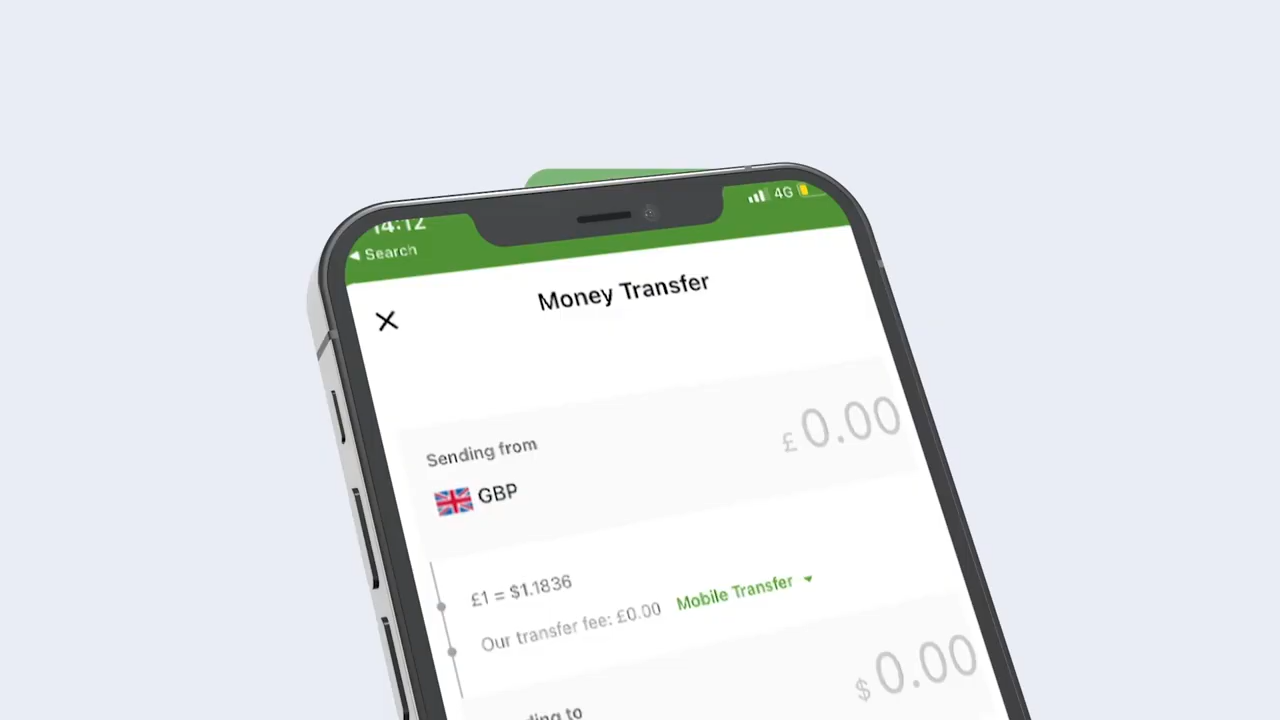 14:12
4G
◀ Search
Money Transfer
Sending from
£ 0.00
GBP
£1 = $1.1836
Our transfer fee: £0.00 Mobile Transfer
$ 0.00
to